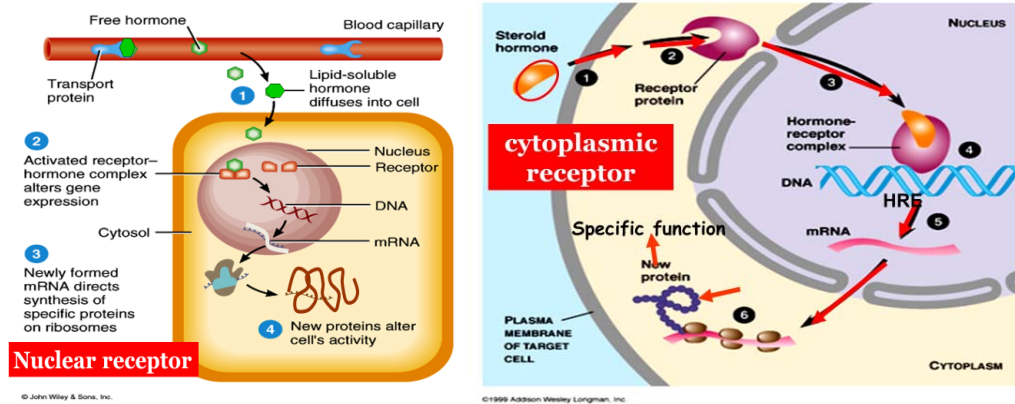 Free hormone
Blood capillary
Transport
protein
1
Lipid-soluble
hormone
diffuses into cell
2
Activated receptor–
hormone complex
alters gene
expression
Nucleus
Receptor
DNA
Cytosol
mRNA
3
Newly formed
mRNA directs
synthesis of
specific proteins
on ribosomes
4
New proteins alter
cell's activity
Nuclear receptor
© John Wiley & Sons, Inc.
Steroid
hormone
1
2
Receptor
protein
NUCLEUS
3
cytoplasmic
receptor
Hormone-
receptor
complex
4
DNA
HRE
5
mRNA
Specific function
New
protein
6
PLASMA
MEMBRANE
OF TARGET
CELL
CYTOPLASM
©1999 Addison Wesley Longman, Inc.